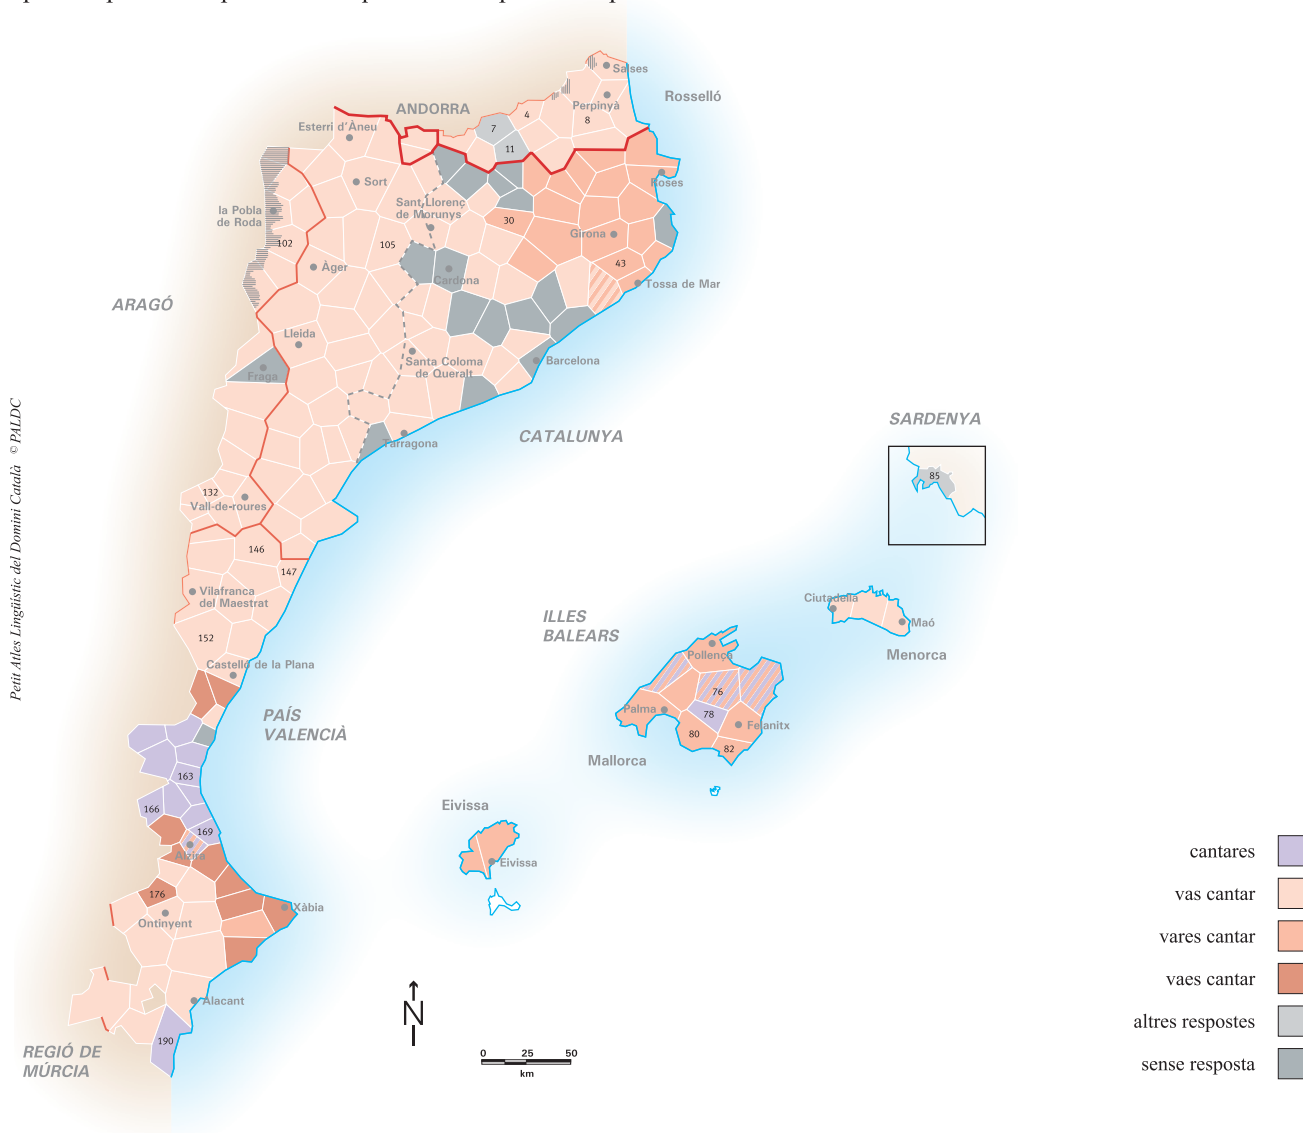 Salses
Rosselló
Perpinyà
ANDORRA
4
8
7
11
Esterri d'Àneu
Sort
Roses
la Pobla
de Roda
Sant Llorenç
de Morunys
30
Girona
102
105
43
Àger
Cardona
Tossa de Mar
ARAGÓ
Lleida
Santa Coloma
de Queralt
Barcelona
Fraga
SARDENYA
CATALUNYA
Tarragona
85
132
Vall-de-roures
146
147
Vilafranca
del Maestrat
ILLES
BALEARS
Ciutadella
Maó
Menorca
152
Castelló de la Plana
Pollença
76
78
Palma
Felanitx
80
82
Mallorca
PAÍS
VALENCIÀ
163
166
169
Alzira
Eivissa
Eivissa
176
Xàbia
Ontinyent
Alacant
190
REGIÓ DE
MÚRCIA
N
0 25 50
km
cantares
vas cantar
vares cantar
vaes cantar
altres respostes
sense resposta
Petit Atles Lingüístic del Domini Català © PALDC